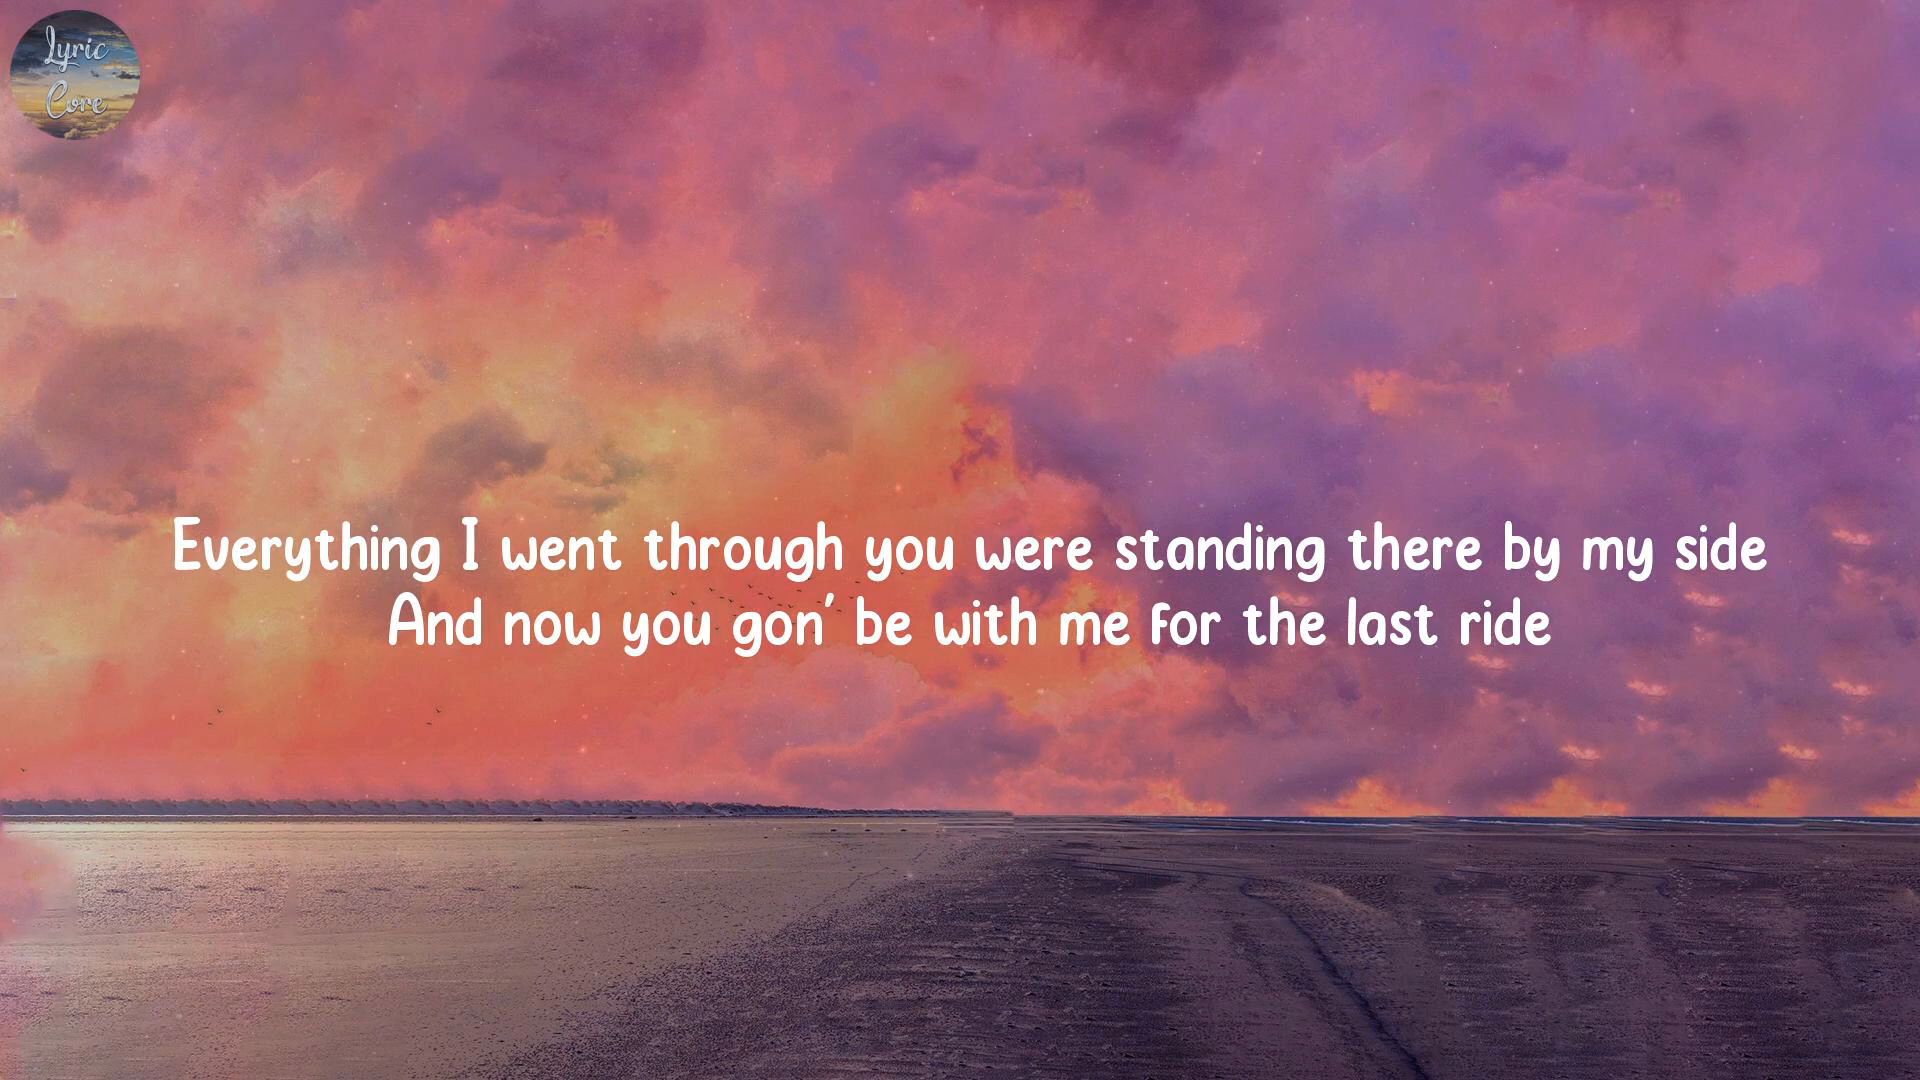 Lyric
Core
Everything I went through you were standing there by my side
And now you gon' be with me for the last ride